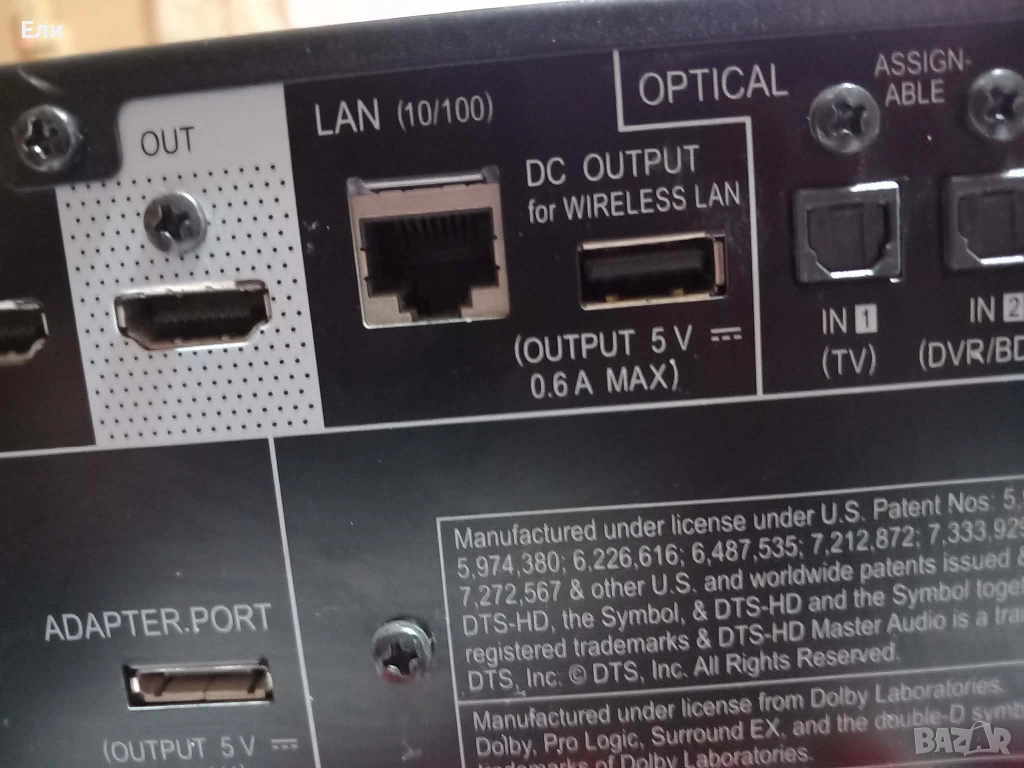 Ели
OUT
LAN (10/100)
OPTICAL
ASSIGN-
ABLE
DC OUTPUT
for WIRELESS LAN
(OUTPUT 5 V ⎓
0.6 A MAX)
IN 1
(TV)
IN 2
(DVR/BD
ADAPTER PORT
(OUTPUT 5 V ⎓
Manufactured under license under U.S. Patent Nos: 5,
5,974,380; 6,226,616; 6,487,535; 7,212,872; 7,333,929
7,272,567 & other U.S. and worldwide patents issued &
DTS-HD, the Symbol, & DTS-HD and the Symbol toget
registered trademarks & DTS-HD Master Audio is a tra
DTS, Inc. © DTS, Inc. All Rights Reserved.
Manufactured under license from Dolby Laboratories.
Dolby, Pro Logic, Surround EX, and the double-D symb
trademarks of Dolby Laboratories.
BAZAR